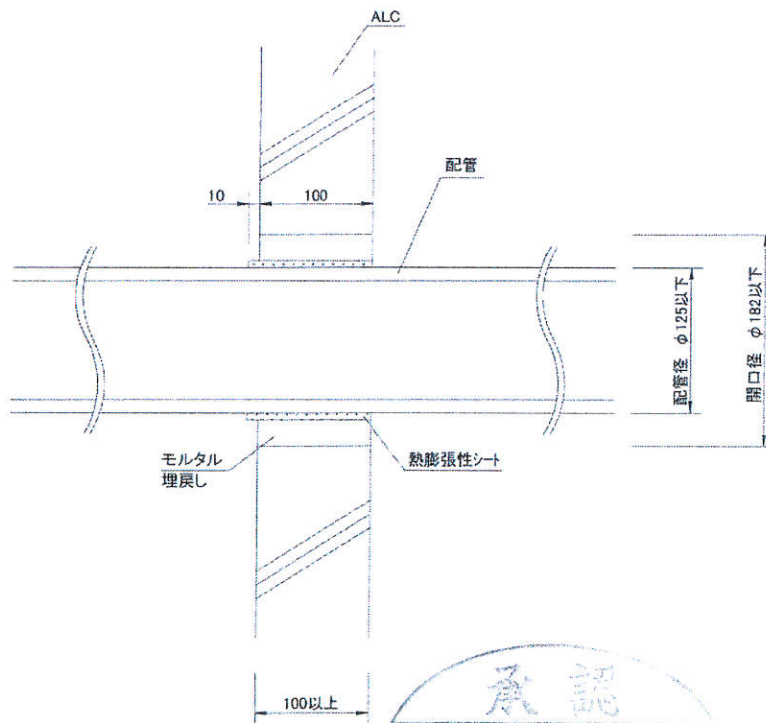 ALC
配管
10
100
配管径 φ125以下
開口径 φ182以下
モルタル
埋戻し
熱膨張性シート
100以上
承認